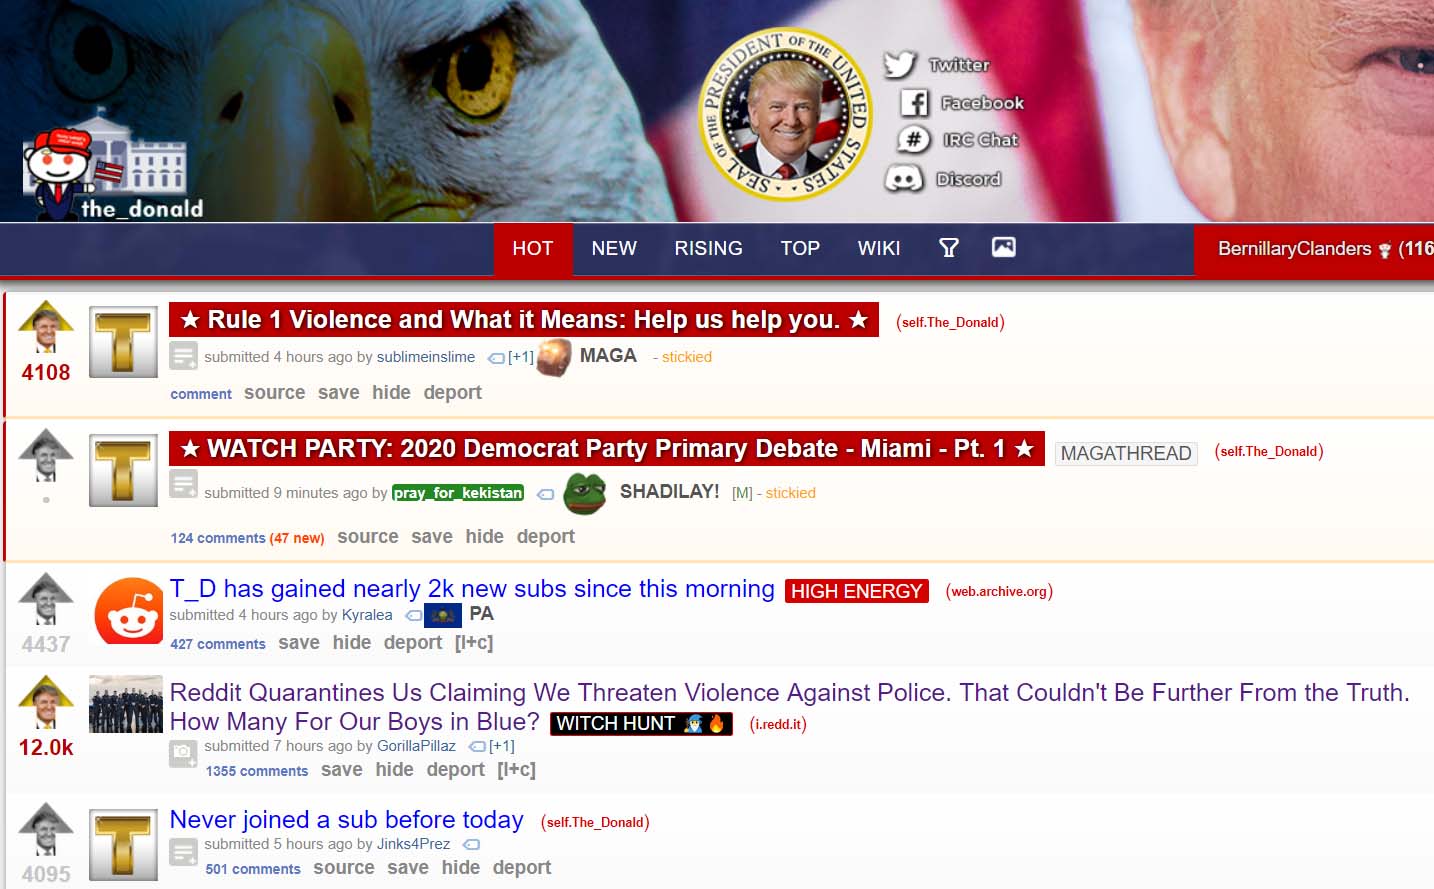 SEAL OF THE PRESIDENT OF THE UNITED STATES
Twitter
Facebook
# IRC Chat
Discord
the_donald
HOT NEW RISING TOP WIKI
BernillaryClanders (116
★ Rule 1 Violence and What it Means: Help us help you. ★ (self.The_Donald)
4108
T
submitted 4 hours ago by sublimeinslime [+1] MAGA - stickied
comment source save hide deport
★ WATCH PARTY: 2020 Democrat Party Primary Debate - Miami - Pt. 1 ★ MAGATHREAD (self.The_Donald)
•
T
submitted 9 minutes ago by pray_for_kekistan SHADILAY! [M] - stickied
124 comments (47 new) source save hide deport
T_D has gained nearly 2k new subs since this morning HIGH ENERGY (web.archive.org)
submitted 4 hours ago by Kyralea PA
4437
427 comments save hide deport [l+c]
Reddit Quarantines Us Claiming We Threaten Violence Against Police. That Couldn't Be Further From the Truth.
How Many For Our Boys in Blue? WITCH HUNT (i.redd.it)
12.0k
submitted 7 hours ago by GorillaPillaz [+1]
1355 comments save hide deport [l+c]
Never joined a sub before today (self.The_Donald)
T
submitted 5 hours ago by Jinks4Prez
4095
501 comments source save hide deport